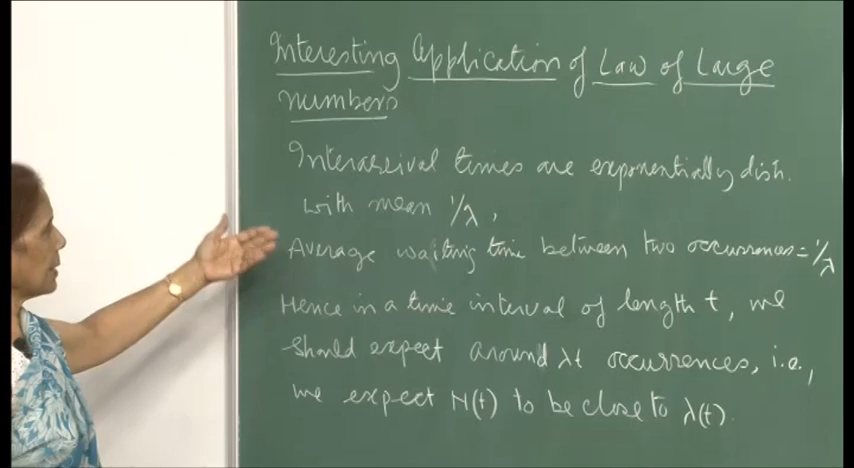 Interesting Application of Law of Large
Numbers
Interarrival times are exponentially dist.
with mean 1/λ,
Average waiting time between two occurrences = 1/λ
Hence in a time interval of length t, we
should expect around λt occurrences, i.e.,
we expect N(t) to be close to λ(t).